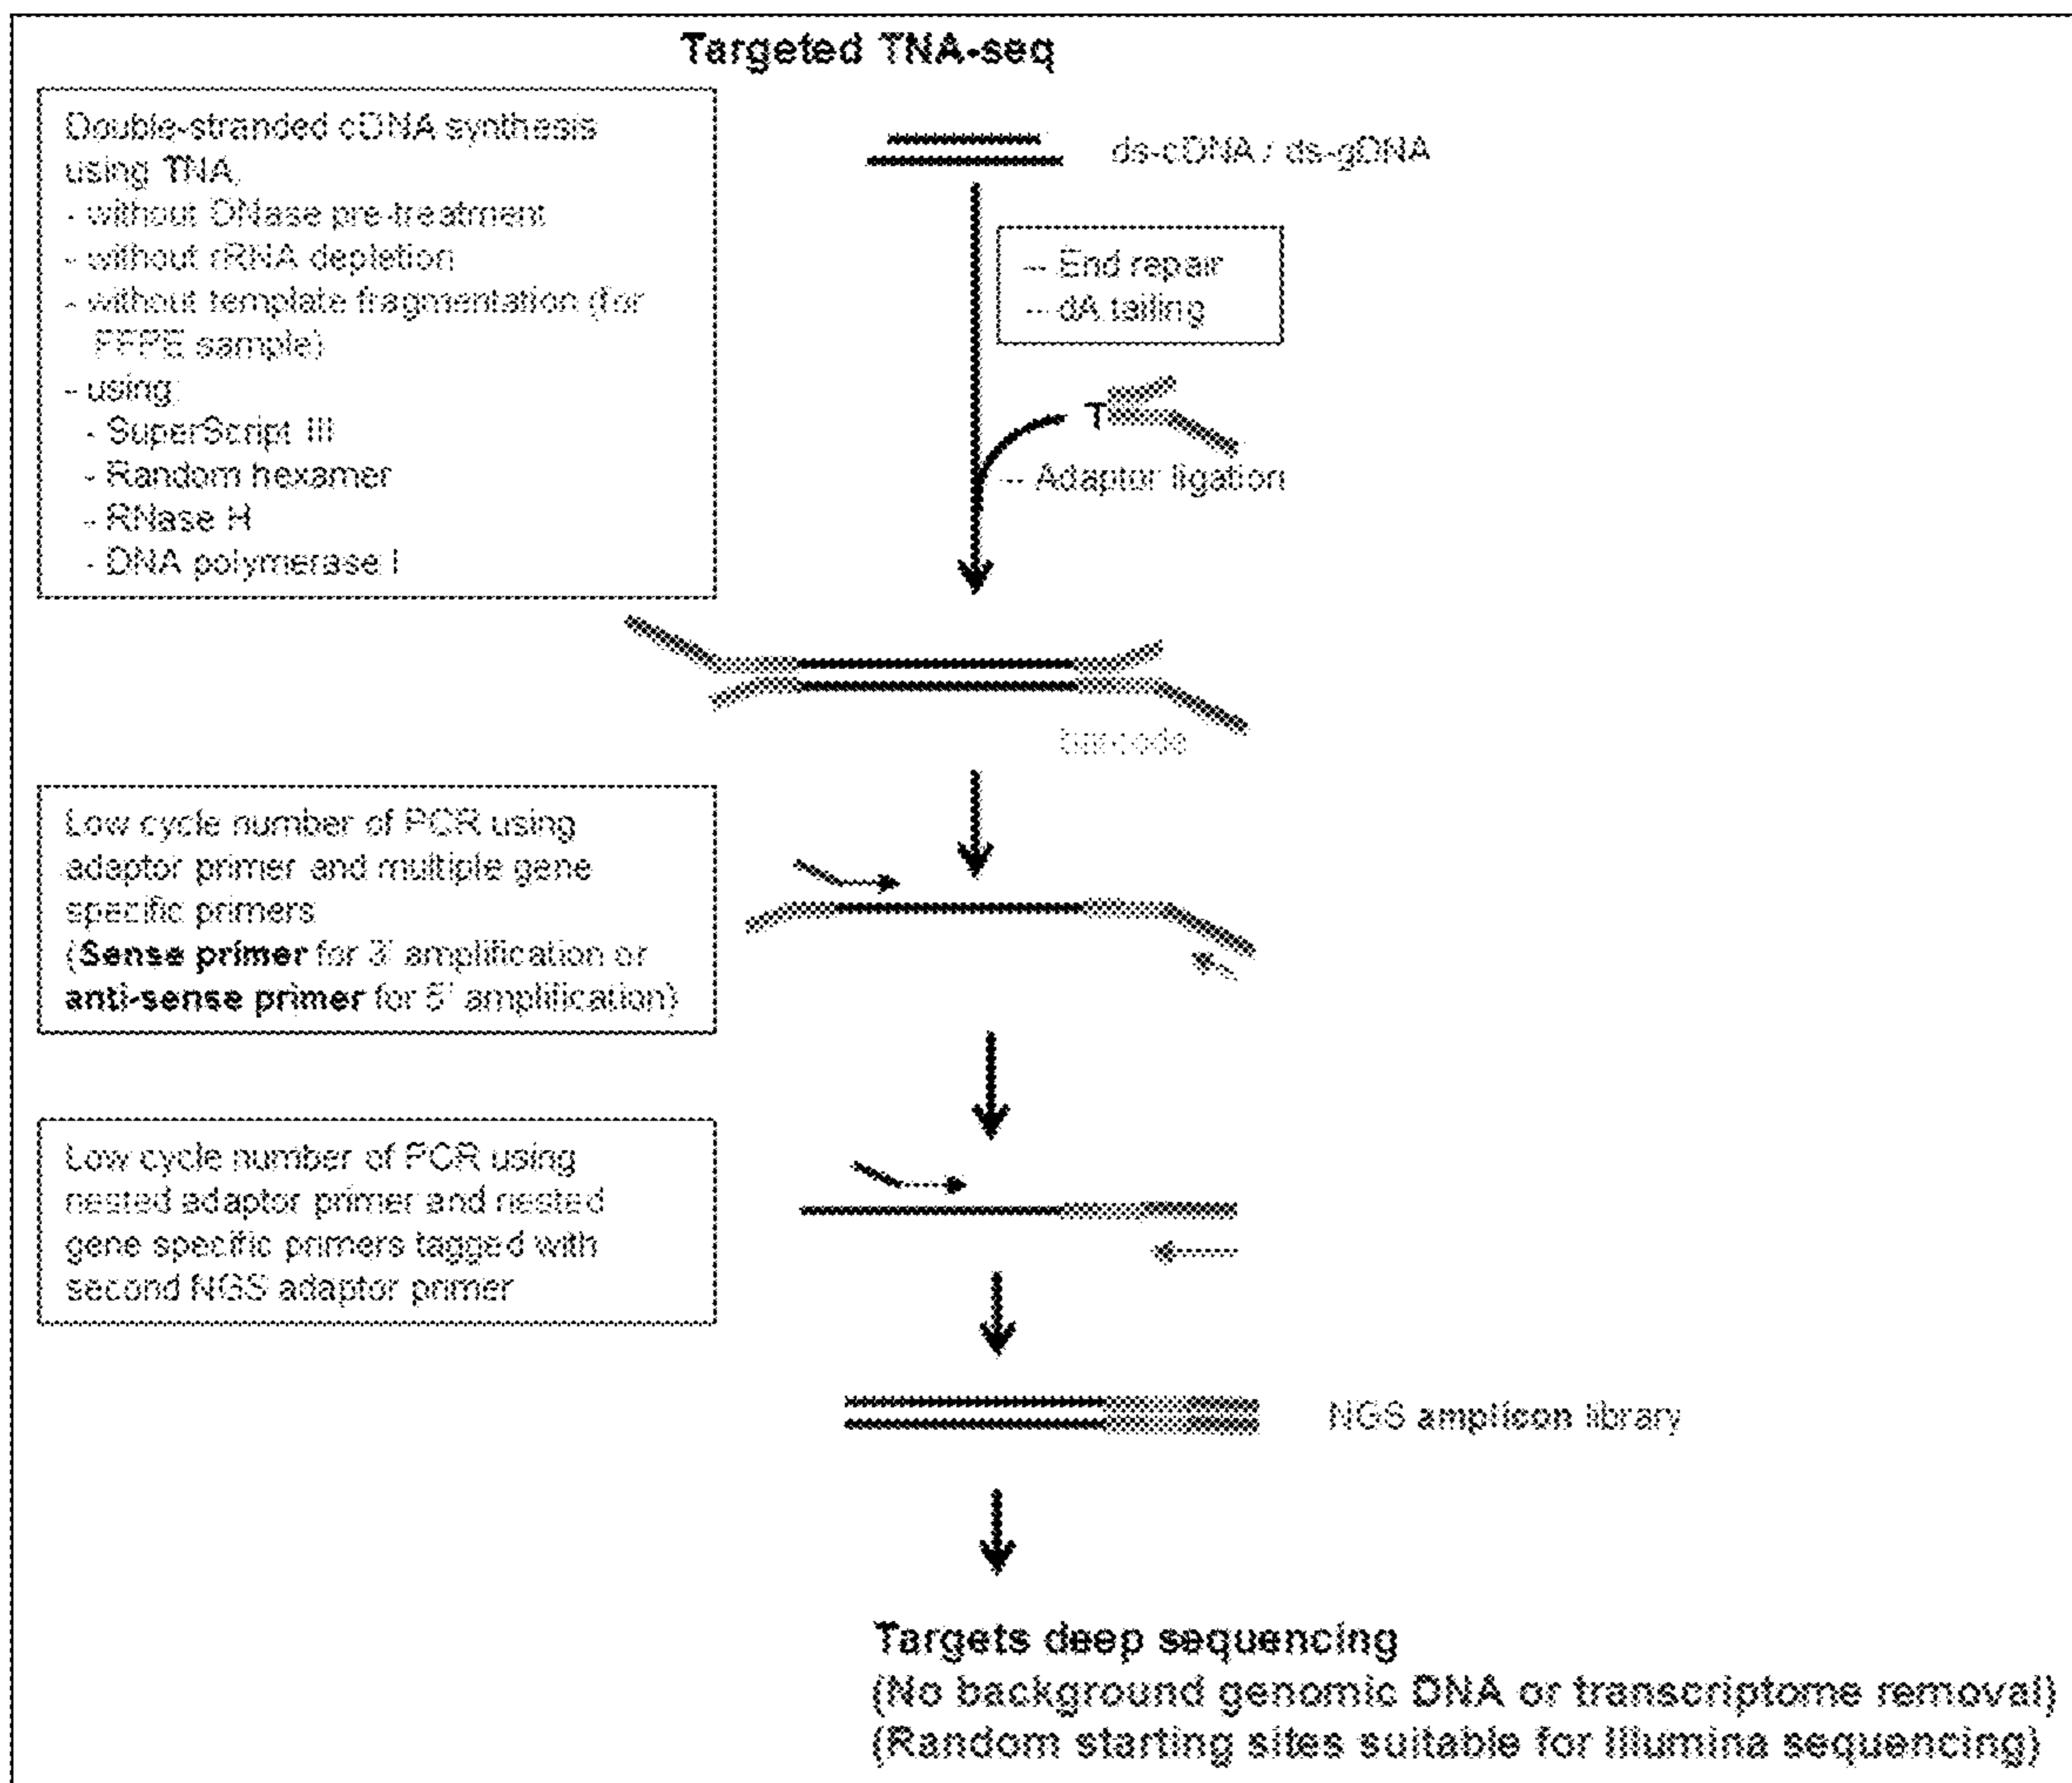 Targeted TNA-seq
Double-stranded cDNA synthesis
using TNA,
- without DNase pre-treatment
- without rRNA depletion
- without template fragmentation (for
FFPE sample)
- using:
- SuperScript III
- Random hexamer
- RNase H
- DNA polymerase I
ds-cDNA / ds-gDNA
-- End repair
-- dA tailing
T
-- Adaptor ligation
barcode
Low cycle number of PCR using
adaptor primer and multiple gene
specific primers
(Sense primer for 3' amplification or
anti-sense primer for 5' amplification)
Low cycle number of PCR using
nested adaptor primer and nested
gene specific primers tagged with
second NGS adaptor primer
NGS amplicon library
Targets deep sequencing
(No background genomic DNA or transcriptome removal)
(Random starting sites suitable for Illumina sequencing)